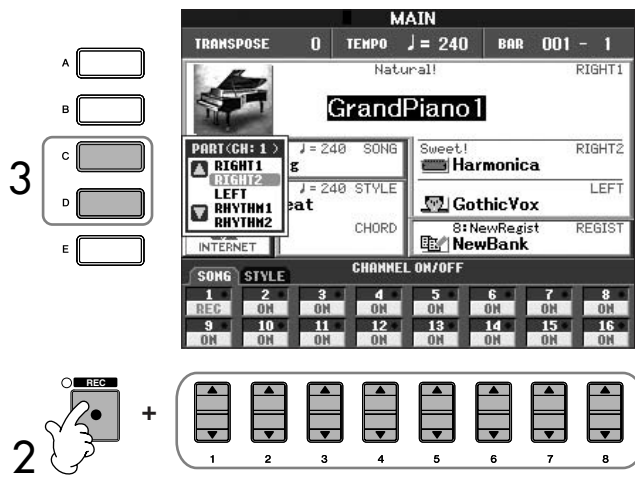 MAIN
TRANSPOSE 0 TEMPO ♩= 240 BAR 001 - 1
A
B
3
C
D
E
Natural! RIGHT1
GrandPiano1
PART(CH: 1 )
RIGHT1
RIGHT2
LEFT
RHYTHM1
RHYTHM2
♩= 240 SONG
g
♩= 240 STYLE
eat
CHORD
INTERNET
Sweet! RIGHT2
Harmonica
LEFT
GothicVox
8:NewRegist REGIST
NewBank
SONG STYLE CHANNEL ON/OFF
1 2 3 4 5 6 7 8
REC ON ON ON ON ON ON ON
9 10 11 12 13 14 15 16
ON ON ON ON ON ON ON ON
REC
2
+
1 2 3 4 5 6 7 8